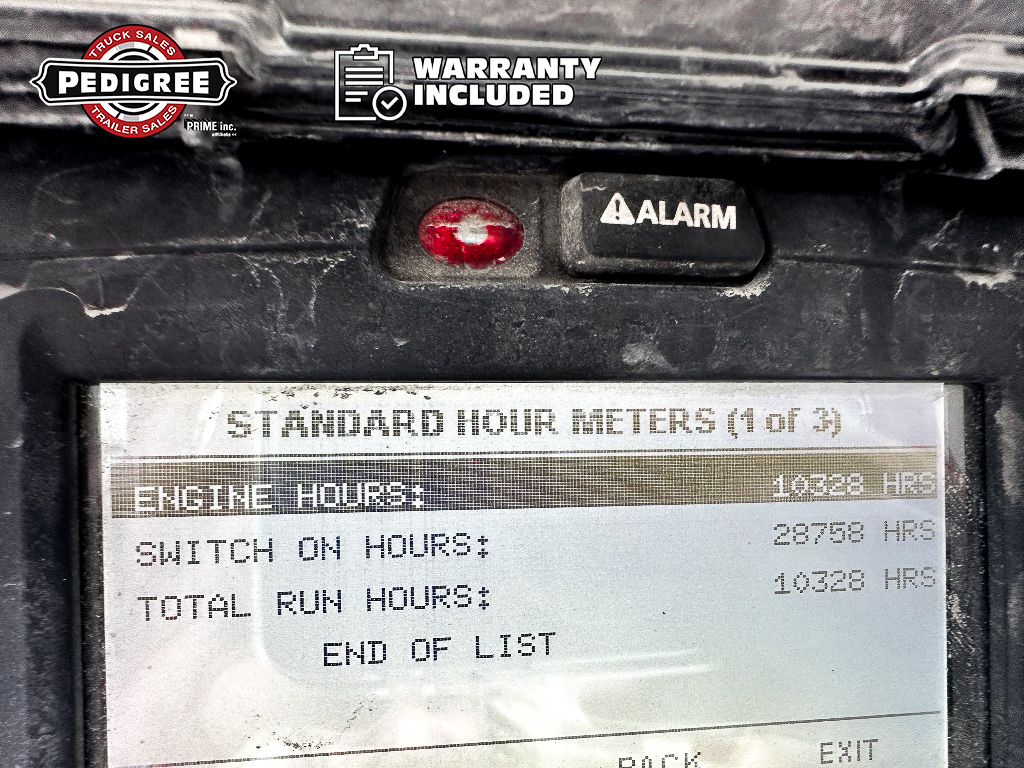 TRUCK SALES
PEDIGREE
TRAILER SALES
PRIME inc.
WARRANTY
INCLUDED
ALARM
STANDARD HOUR METERS (1 of 3)
ENGINE HOURS: 10328 HRS
SWITCH ON HOURS: 28758 HRS
TOTAL RUN HOURS: 10328 HRS
END OF LIST
BACK EXIT